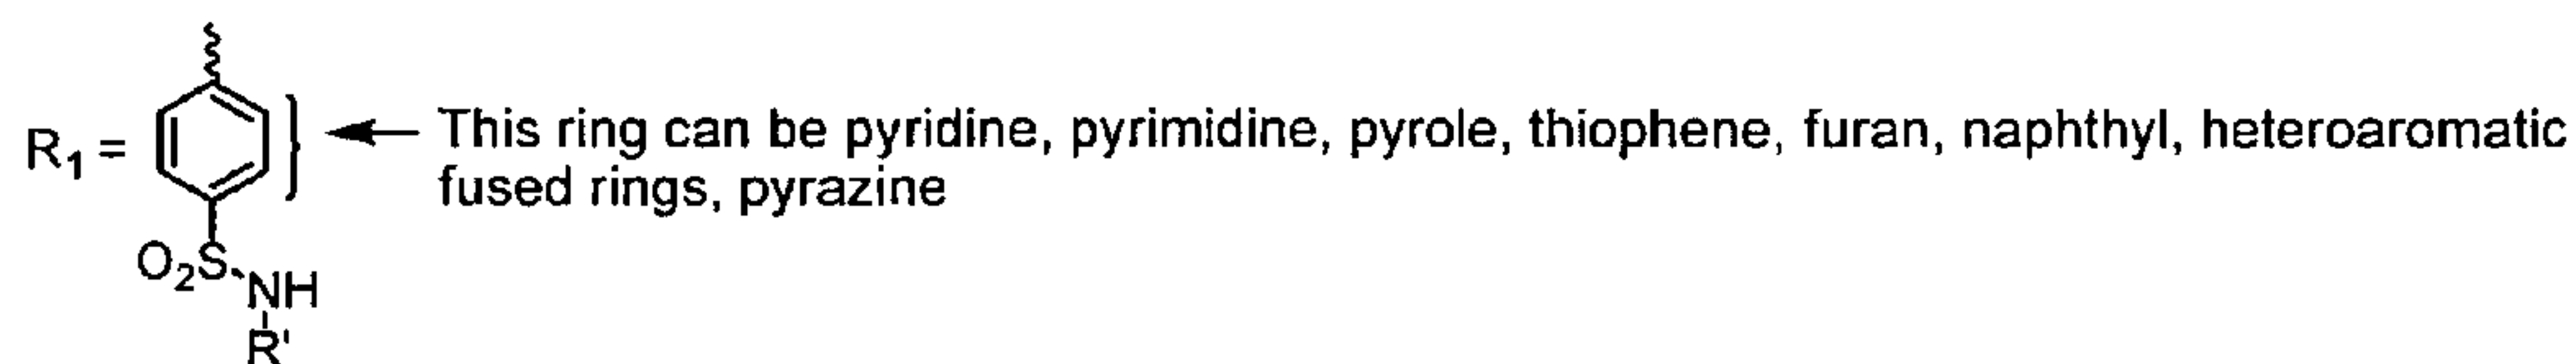 R1 =
This ring can be pyridine, pyrimidine, pyrole, thiophene, furan, naphthyl, heteroaromatic
fused rings, pyrazine
O2S
NH
R'